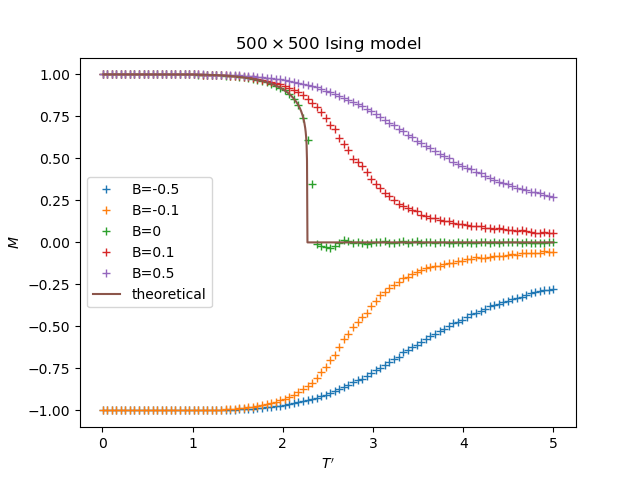 500 × 500 Ising model
1.00
0.75
0.50
0.25
0.00
−0.25
−0.50
−0.75
−1.00
M
B=-0.5
B=-0.1
B=0
B=0.1
B=0.5
theoretical
0 1 2 3 4 5
T′